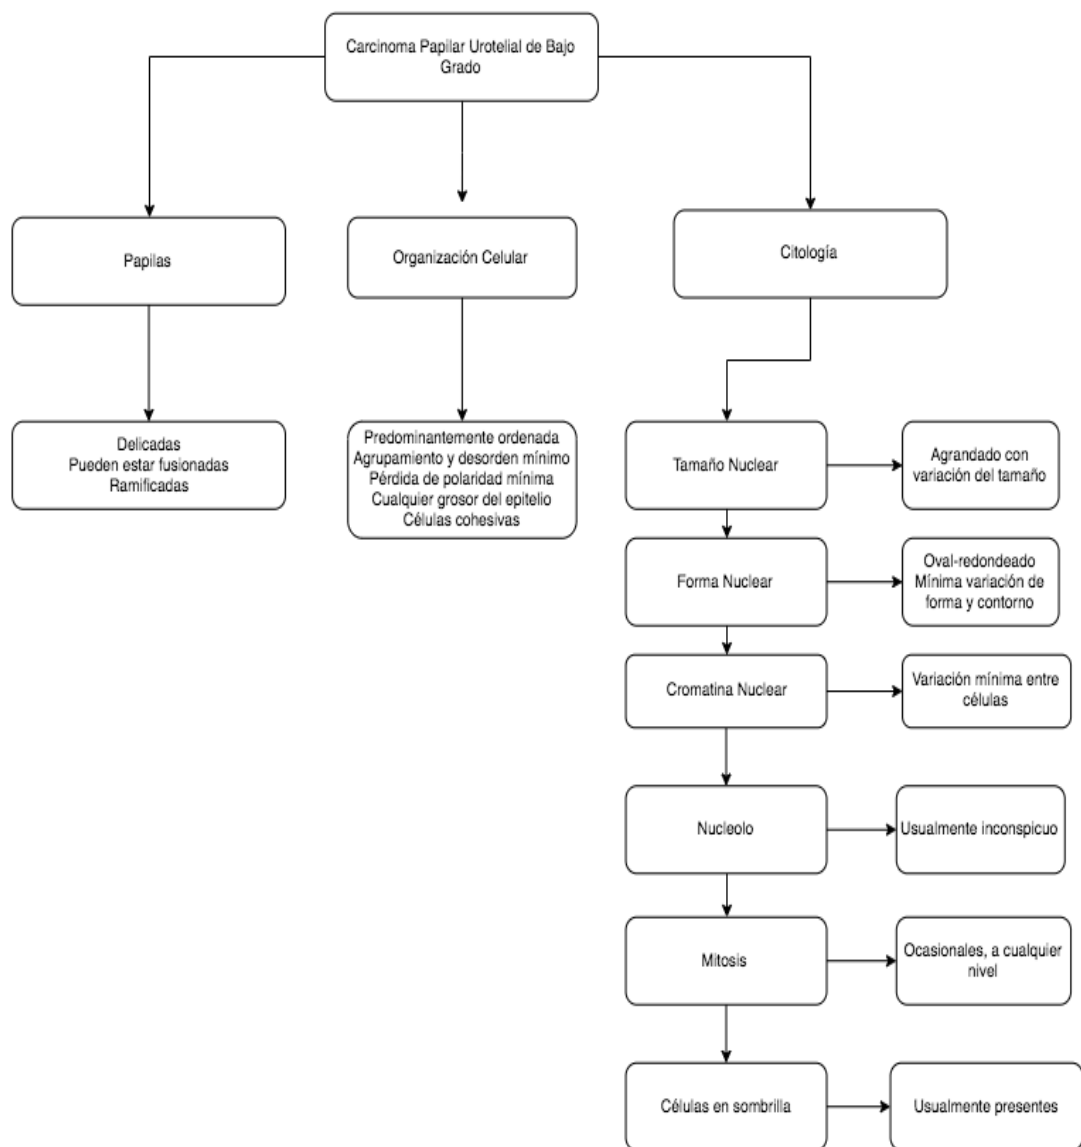 Carcinoma Papilar Urotelial de Bajo
Grado
Papilas
Organización Celular
Citología
Delicadas
Pueden estar fusionadas
Ramificadas
Predominantemente ordenada
Agrupamiento y desorden mínimo
Pérdida de polaridad mínima
Cualquier grosor del epitelio
Células cohesivas
Tamaño Nuclear
Agrandado con
variación del tamaño
Forma Nuclear
Oval-redondeado
Mínima variación de
forma y contorno
Cromatina Nuclear
Variación mínima entre
células
Nucleolo
Usualmente inconspicuo
Mitosis
Ocasionales, a cualquier
nivel
Células en sombrilla
Usualmente presentes